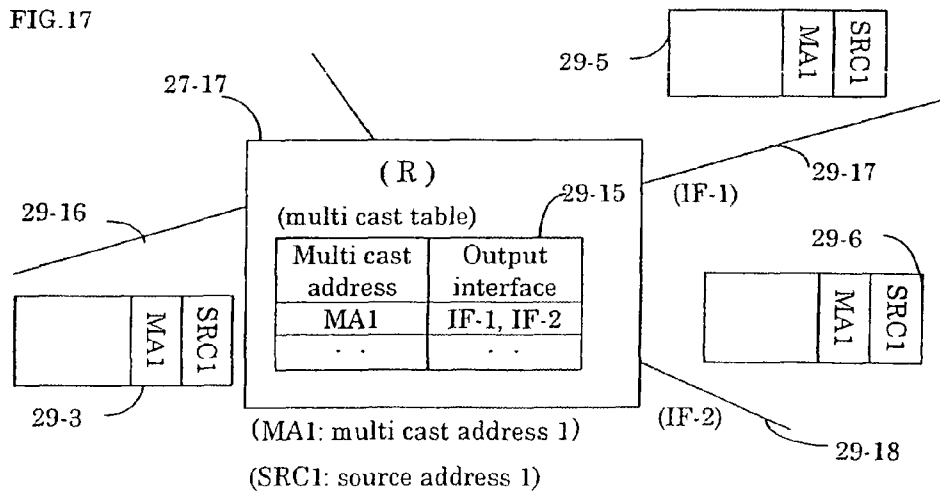 FIG.17
29-5
MA1
SRC1
27-17
(R)
29-17
(IF-1)
29-15
29-16
(multi cast table)
Multi cast address
Output interface
MA1
IF-1, IF-2
. .
. .
29-6
MA1
SRC1
MA1
SRC1
29-3
(IF-2)
29-18
(MA1: multi cast address 1)
(SRC1: source address 1)